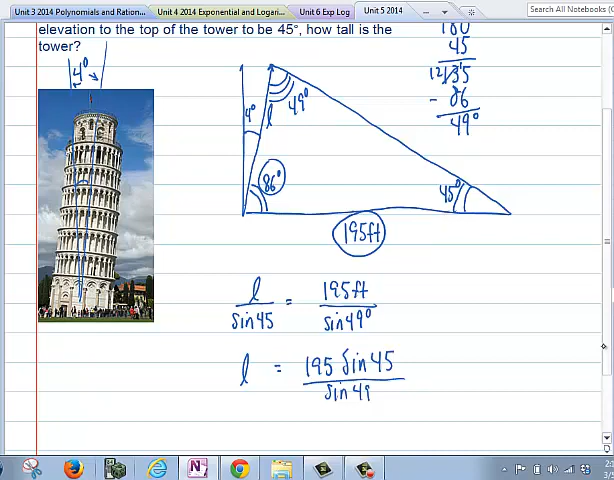 Unit 3 2014 Polynomials and Ration...
Unit 4 2014 Exponential and Logari...
Unit 6 Exp Log
Unit 5 2014
...
Search All Notebooks (C
elevation to the top of the tower to be 45°, how tall is the
tower?
4°
180
45
135
- 86
49°
4°
49°
l
86°
45°
195ft
l / sin45 = 195ft / sin49°
l = 195 sin45 / sin 49